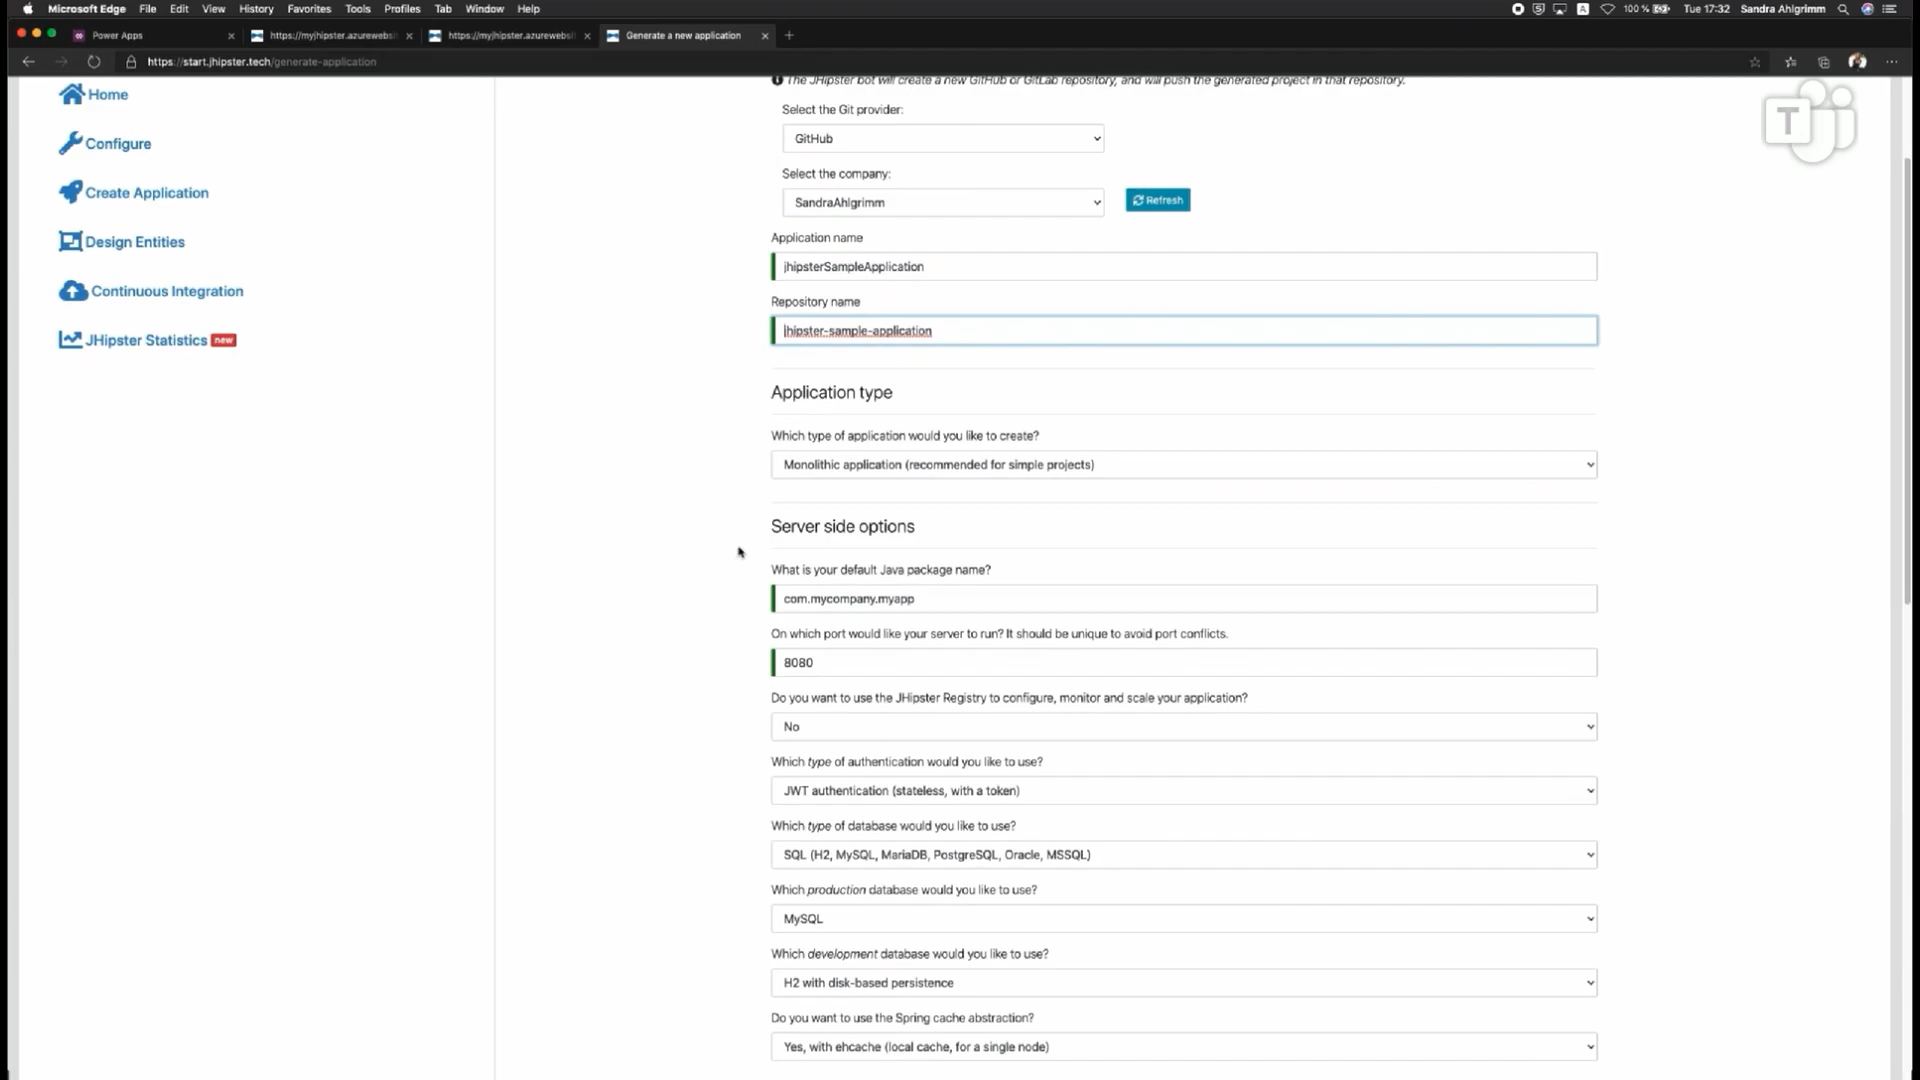 Microsoft Edge File Edit View History Favorites Tools Profiles Tab Window Help A 100 % Tue 17:32 Sandra Ahlgrimm
Power Apps https://myjhipster.azurewebsi https://myjhipster.azurewebsi Generate a new application
https://start.jhipster.tech/generate-application
The JHipster bot will create a new GitHub or GitLab repository, and will push the generated project in that repository.
Home
Configure
Create Application
Design Entities
Continuous Integration
JHipster Statistics new
T
Select the Git provider:
GitHub
Select the company:
SandraAhlgrimm
Refresh
Application name
jhipsterSampleApplication
Repository name
jhipster-sample-application
Application type
Which type of application would you like to create?
Monolithic application (recommended for simple projects)
Server side options
What is your default Java package name?
com.mycompany.myapp
On which port would like your server to run? It should be unique to avoid port conflicts.
8080
Do you want to use the JHipster Registry to configure, monitor and scale your application?
No
Which type of authentication would you like to use?
JWT authentication (stateless, with a token)
Which type of database would you like to use?
SQL (H2, MySQL, MariaDB, PostgreSQL, Oracle, MSSQL)
Which production database would you like to use?
MySQL
Which development database would you like to use?
H2 with disk-based persistence
Do you want to use the Spring cache abstraction?
Yes, with ehcache (local cache, for a single node)